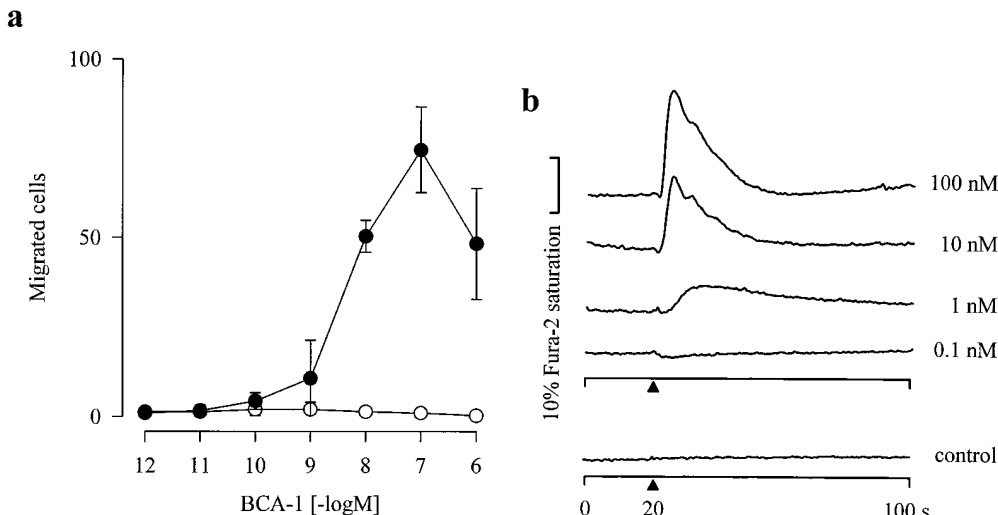 a
100
50
0
Migrated cells
12 11 10 9 8 7 6
BCA-1 [-logM]
b
10% Fura-2 saturation
100 nM
10 nM
1 nM
0.1 nM
control
0 20 100 s